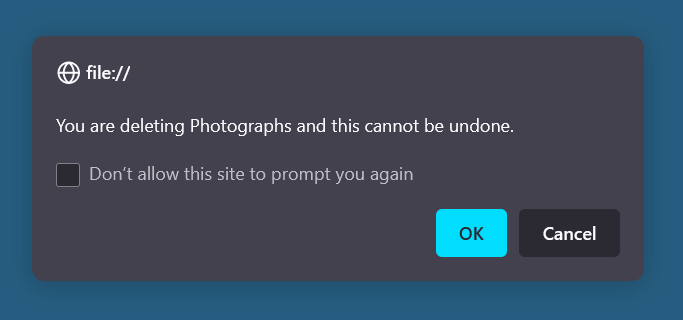 file://
You are deleting Photographs and this cannot be undone.
Don’t allow this site to prompt you again
OK
Cancel